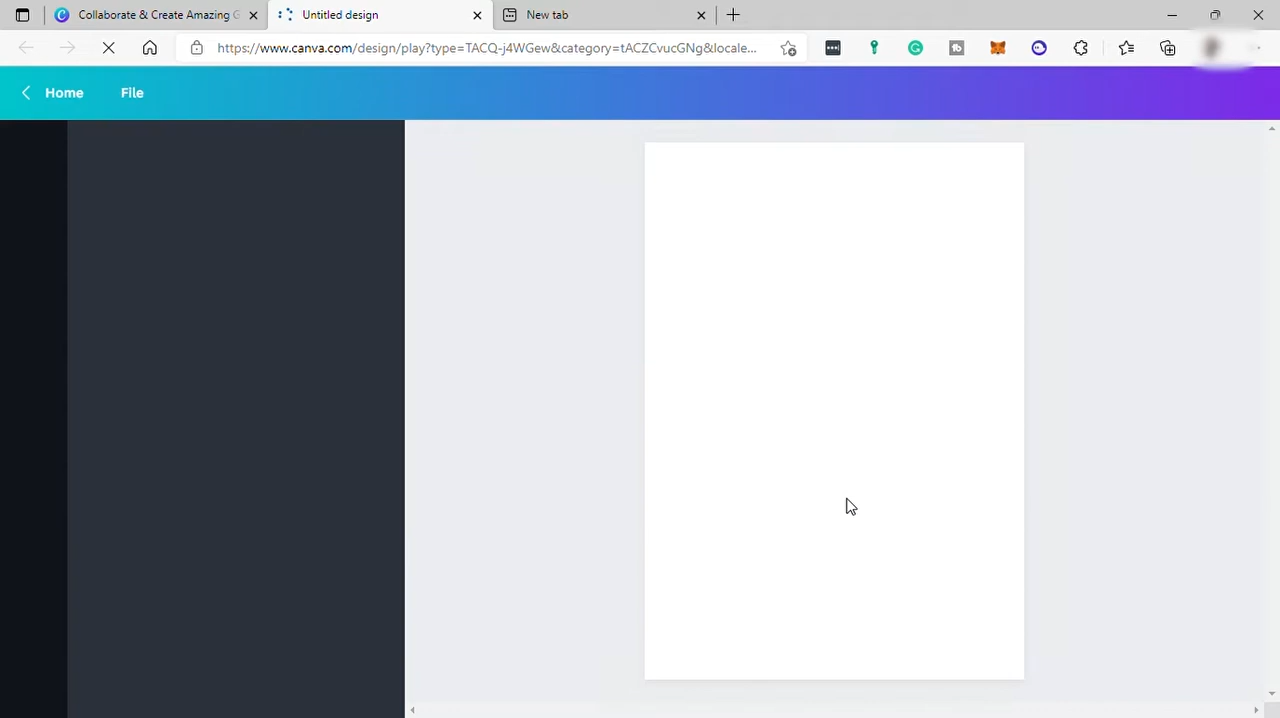 Collaborate & Create Amazing G
Untitled design
New tab
https://www.canva.com/design/play?type=TACQ-j4WGew&category=tACZCvucGNg&locale...
Home
File